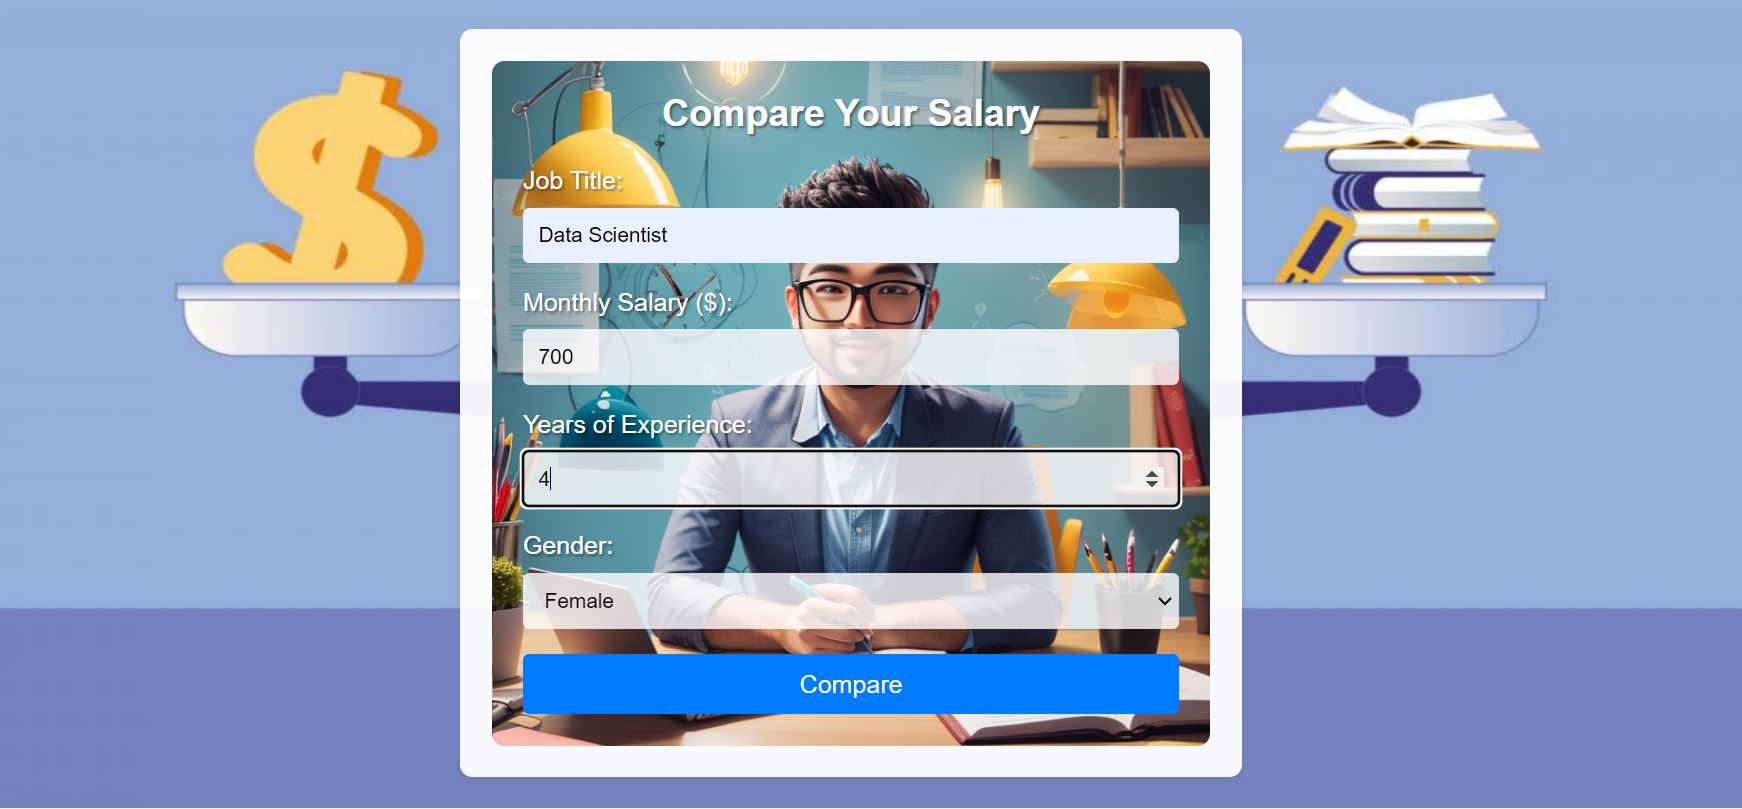 Compare Your Salary
Job Title:
Data Scientist
Monthly Salary ($):
700
Years of Experience:
4
Gender:
Female
Compare